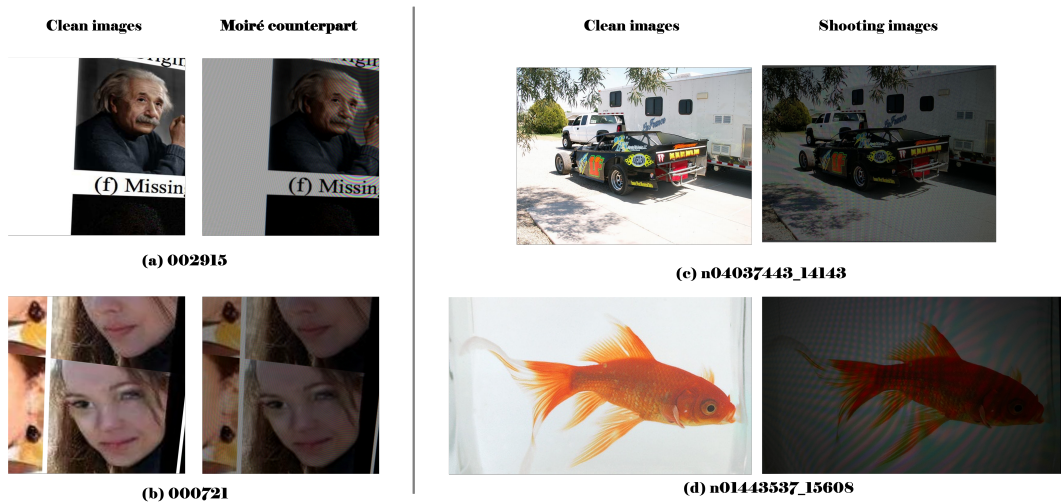 Clean images
Moiré counterpart
(f) Missin
(f) Missin
(a) 002915
(b) 000721
Clean images
Shooting images
(c) n04037443_14143
(d) n01443537_15608